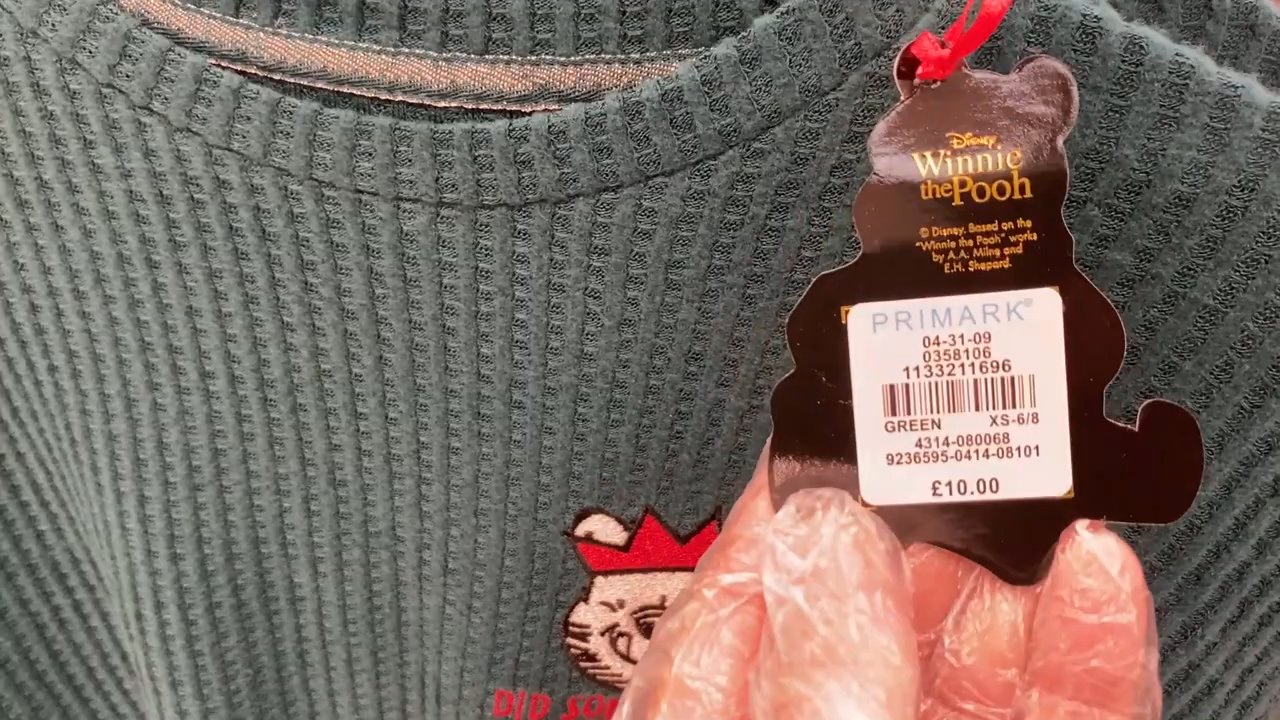 Disney
Winnie
the Pooh
© Disney. Based on the
"Winnie the Pooh" works
by A.A. Milne and
E.H. Shepard.
PRIMARK®
04-31-09
0358106
1133211696
GREEN XS-6/8
4314-080068
9236595-0414-08101
£10.00
DID